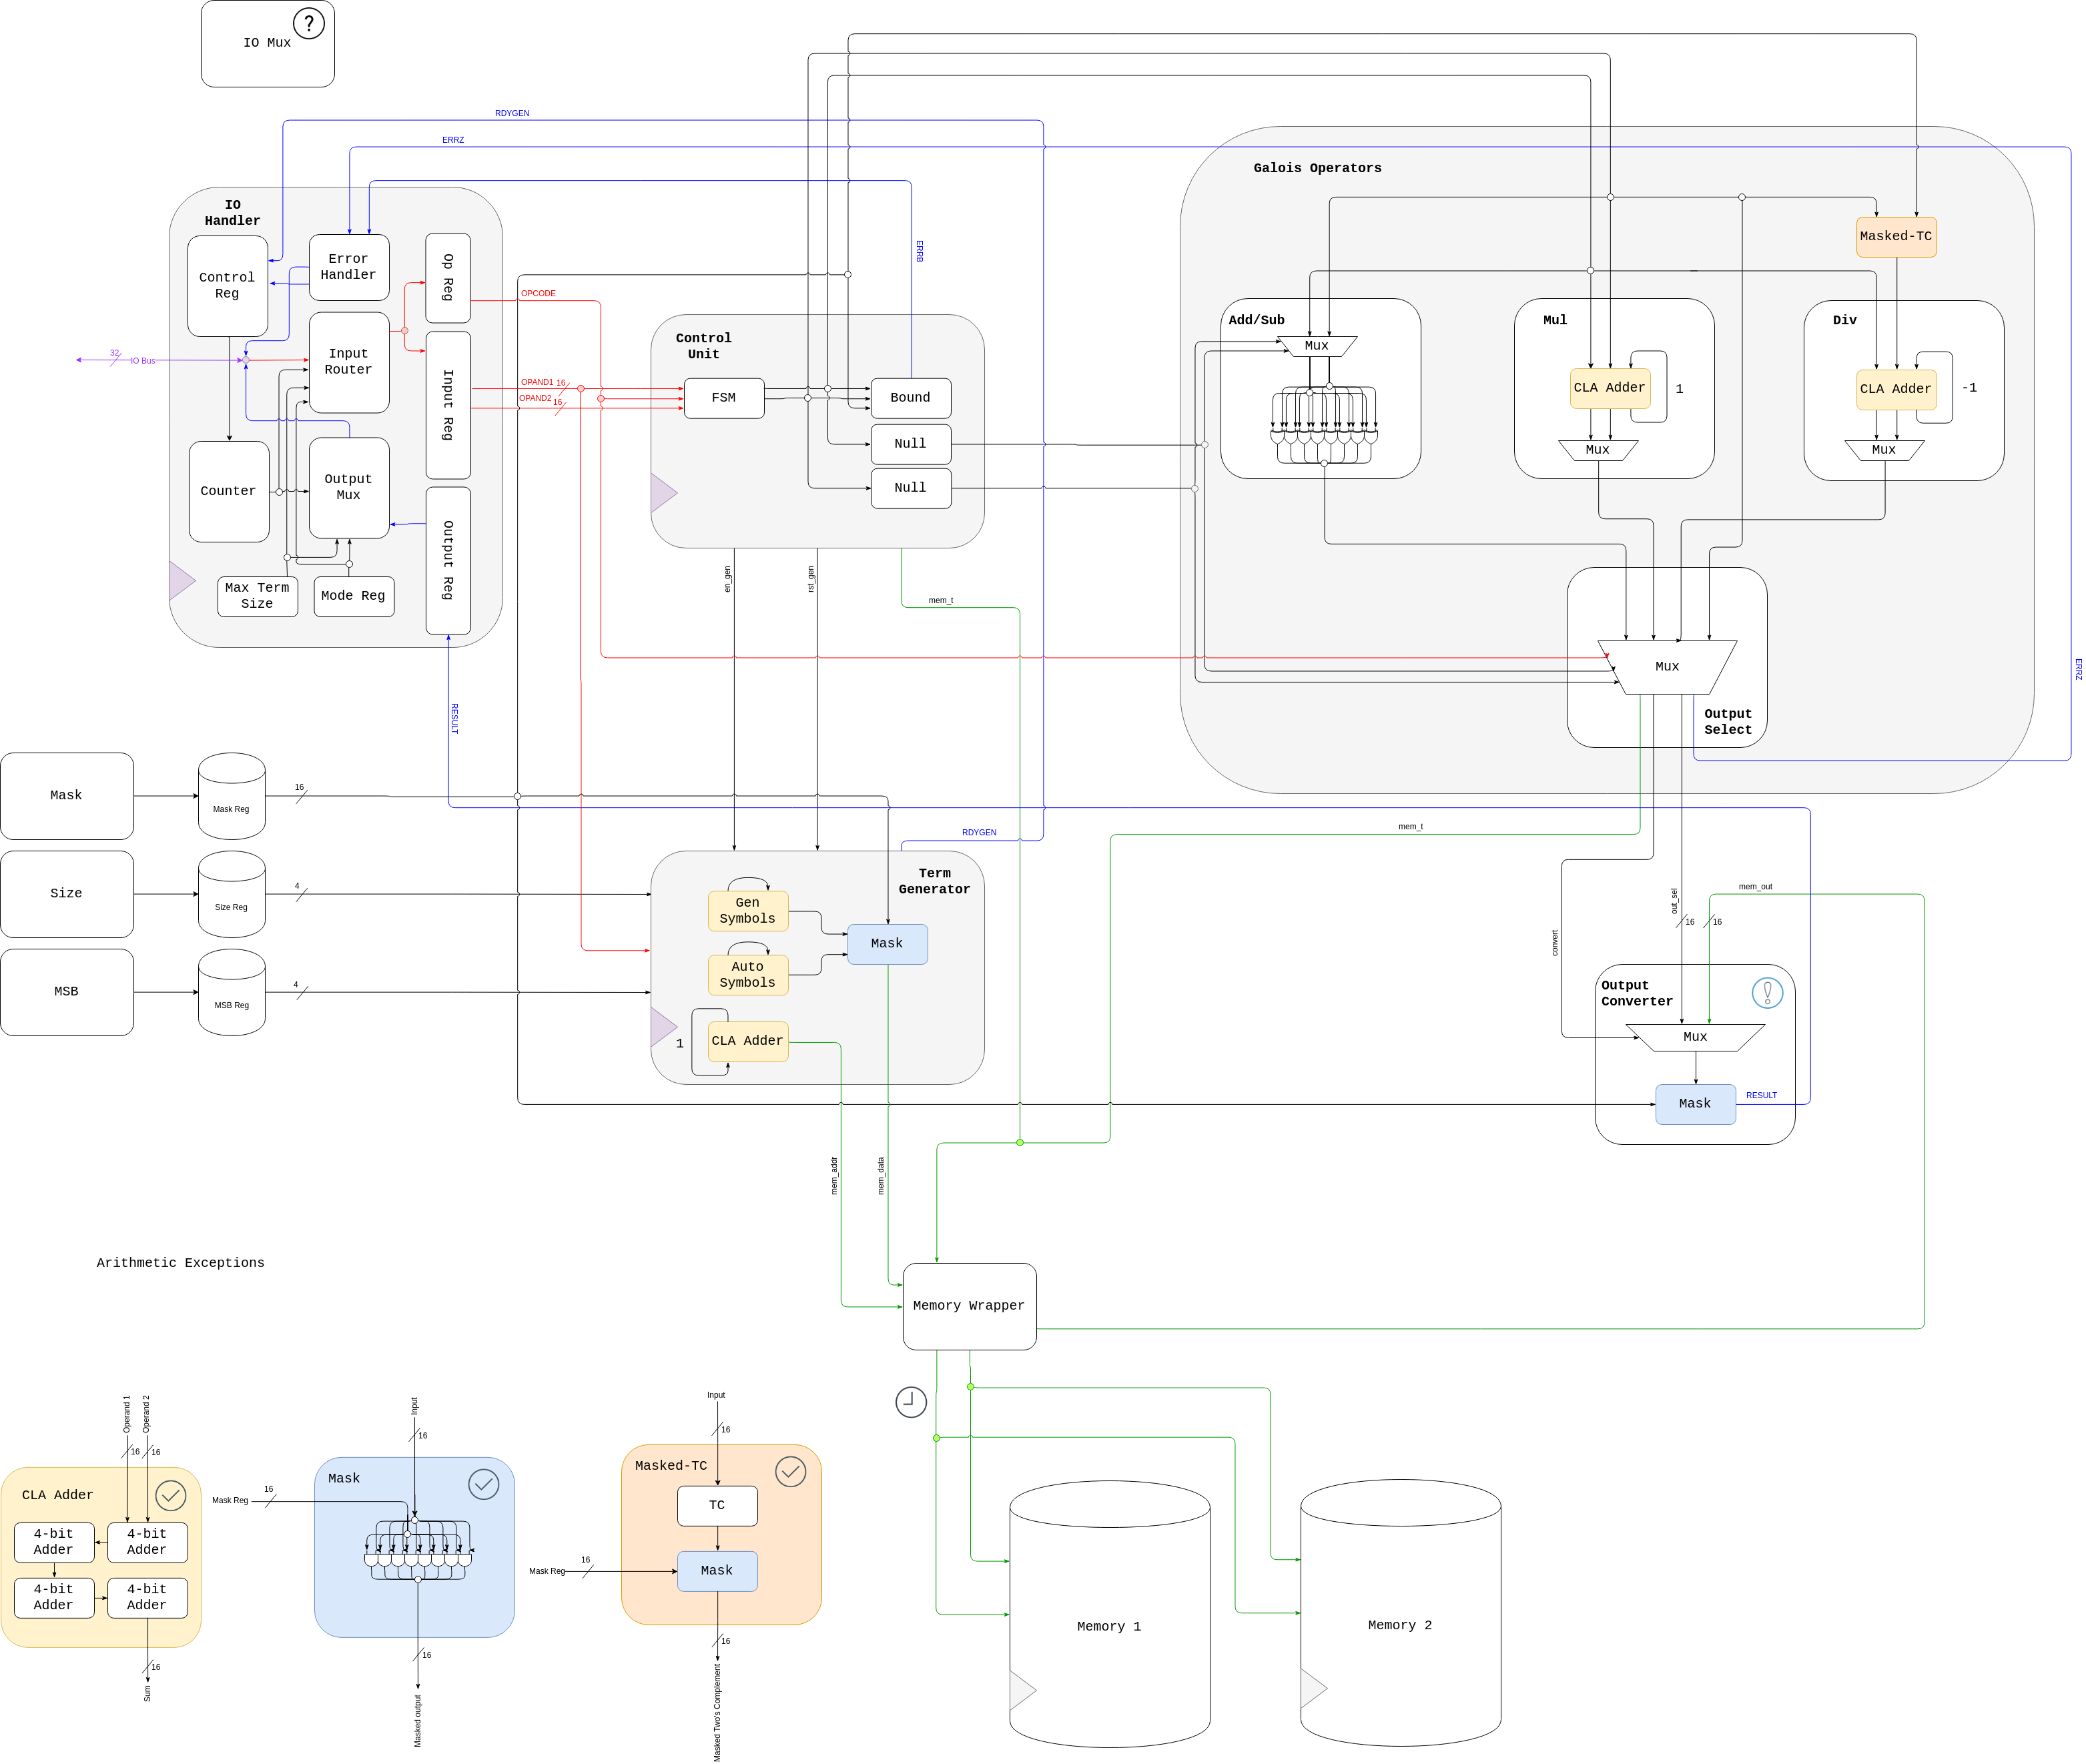 IO Mux
?
RDYGEN
ERRZ
Galois Operators
IO
Handler
Control
Reg
Error
Handler
Op Reg
ERRB
Masked-TC
OPCODE
32
IO Bus
Input
Router
Input Reg
OPAND1
16
OPAND2
16
Control
Unit
FSM
Bound
Null
Null
Add/Sub
Mux
Mul
CLA Adder
1
Mux
Div
CLA Adder
-1
Mux
Counter
Output
Mux
Output Reg
Max Term
Size
Mode Reg
en_gen
rst_gen
mem_t
Mux
Output
Select
ERRZ
RESULT
Mask
Mask Reg
16
Size
Size Reg
4
MSB
MSB Reg
4
RDYGEN
Term
Generator
Gen
Symbols
Auto
Symbols
Mask
CLA Adder
1
mem_t
mem_out
out_sel
16
16
convert
Output
Converter
Mux
Mask
RESULT
mem_addr
mem_data
Arithmetic Exceptions
Memory Wrapper
Operand 1
Operand 2
16
16
CLA Adder
4-bit
Adder
4-bit
Adder
4-bit
Adder
4-bit
Adder
16
Sum
Input
16
Mask
Mask Reg
16
16
Masked output
Input
16
Masked-TC
TC
Mask
Mask Reg
16
16
Masked Two's Complement
Memory 1
Memory 2